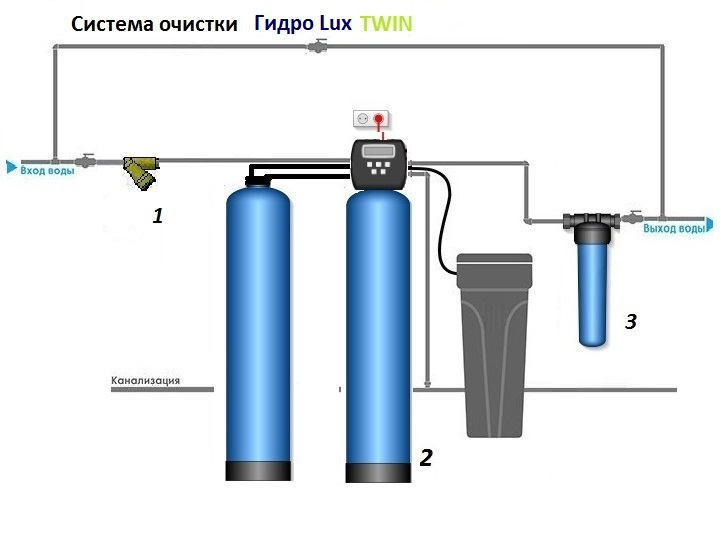 Система очистки Гидро Lux TWIN
Вход воды
1
Выход воды
3
Канализация
2